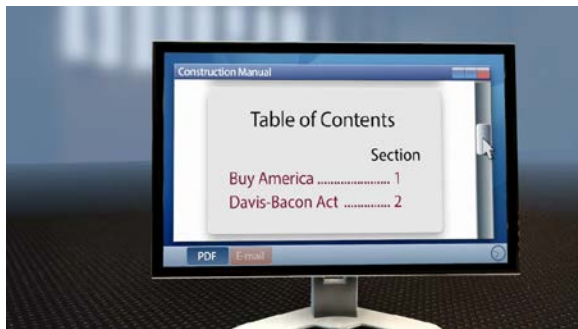 Construction Manual
Table of Contents
Section
Buy America ...................... 1
Davis-Bacon Act ............. 2
PDF E-mail